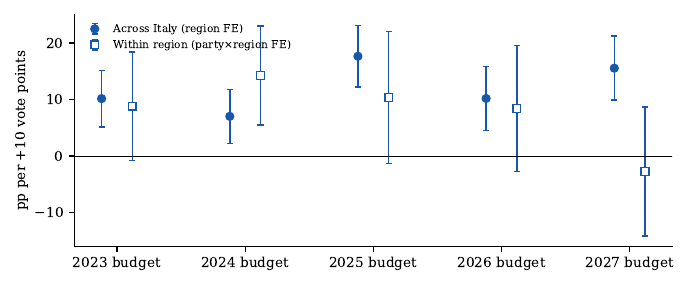 Across Italy (region FE)
Within region (party×region FE)
pp per +10 vote points
20
10
0
−10
2023 budget
2024 budget
2025 budget
2026 budget
2027 budget